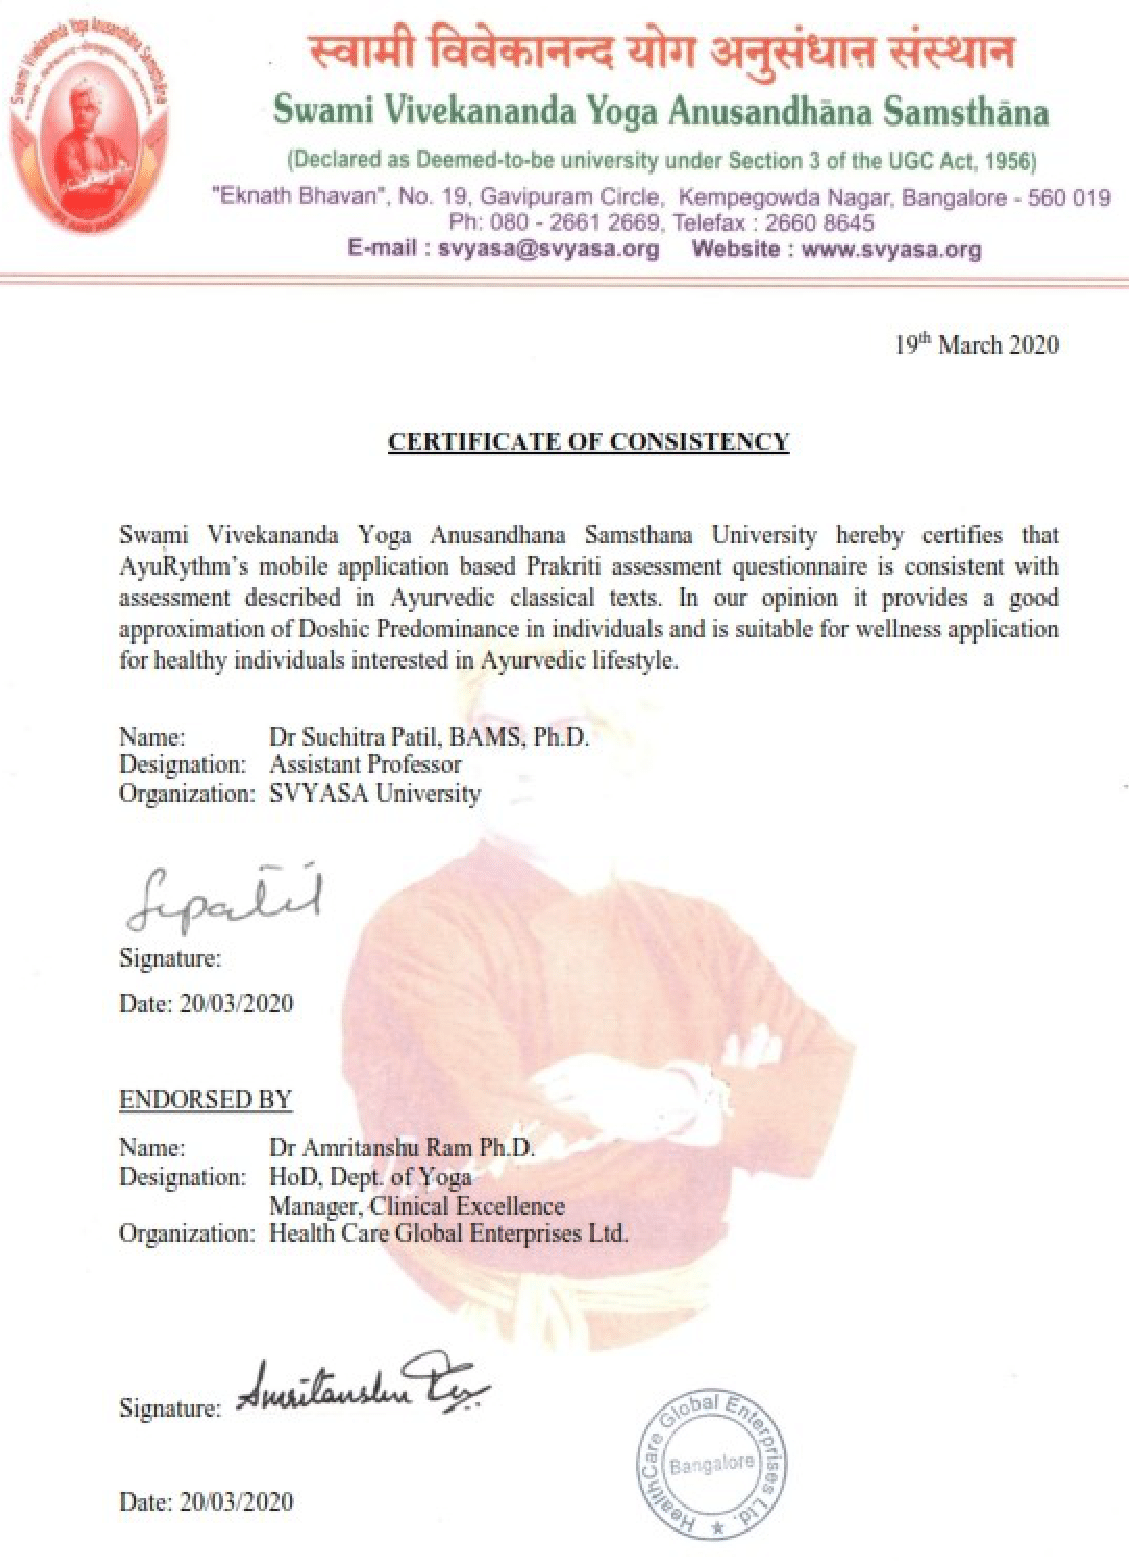 Swami Vivekananda Yoga Anusandhāna Samsthāna
स्वामी विवेकानन्द योग अनुसंधान संस्थान
Swami Vivekananda Yoga Anusandhāna Samsthāna
(Declared as Deemed-to-be university under Section 3 of the UGC Act, 1956)
"Eknath Bhavan", No. 19, Gavipuram Circle, Kempegowda Nagar, Bangalore - 560 019
Ph: 080 - 2661 2669, Telefax : 2660 8645
E-mail : svyasa@svyasa.org Website : www.svyasa.org
19th March 2020
CERTIFICATE OF CONSISTENCY
Swami Vivekananda Yoga Anusandhana Samsthana University hereby certifies that
AyuRythm's mobile application based Prakriti assessment questionnaire is consistent with
assessment described in Ayurvedic classical texts. In our opinion it provides a good
approximation of Doshic Predominance in individuals and is suitable for wellness application
for healthy individuals interested in Ayurvedic lifestyle.
Name: Dr Suchitra Patil, BAMS, Ph.D.
Designation: Assistant Professor
Organization: SVYASA University
Supatil
Signature:
Date: 20/03/2020
ENDORSED BY
Name: Dr Amritanshu Ram Ph.D.
Designation: HoD, Dept. of Yoga
Manager, Clinical Excellence
Organization: Health Care Global Enterprises Ltd.
Signature: Amritanshu Ram
HealthCare Global Enterprises Ltd.
Bangalore
Date: 20/03/2020